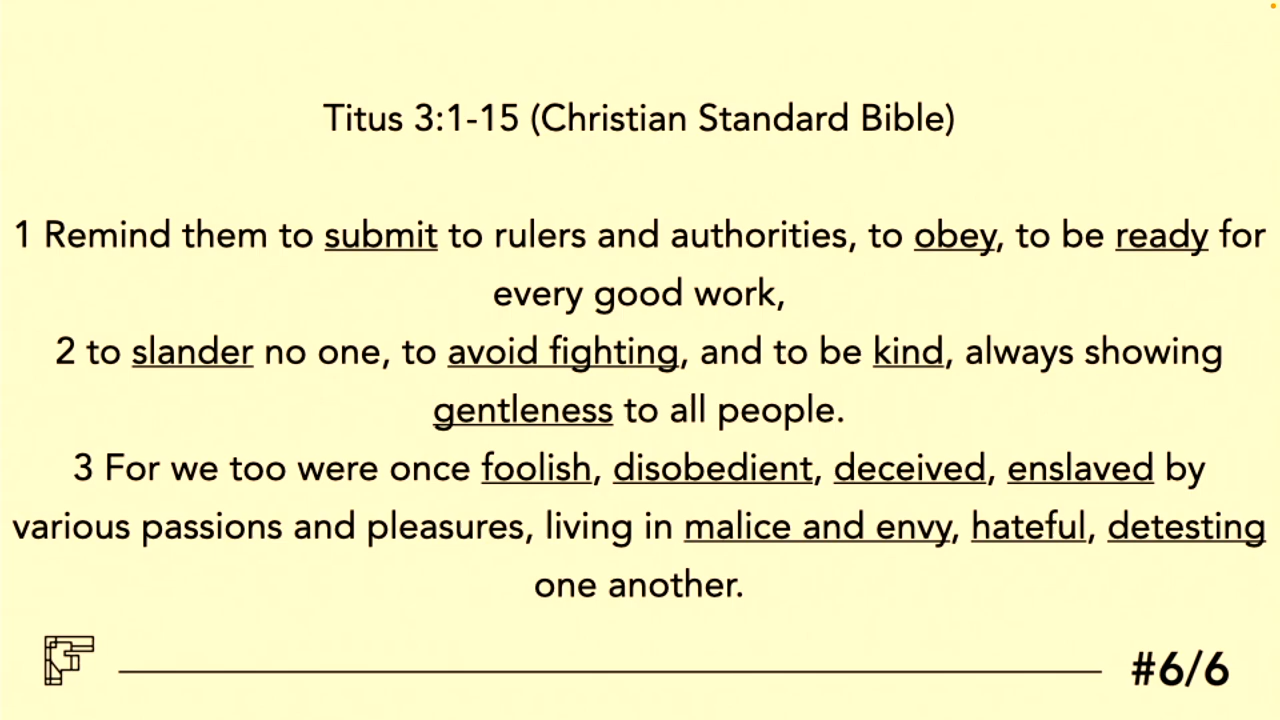 Titus 3:1-15 (Christian Standard Bible)
1 Remind them to submit to rulers and authorities, to obey, to be ready for
every good work,
2 to slander no one, to avoid fighting, and to be kind, always showing
gentleness to all people.
3 For we too were once foolish, disobedient, deceived, enslaved by
various passions and pleasures, living in malice and envy, hateful, detesting
one another.
#6/6